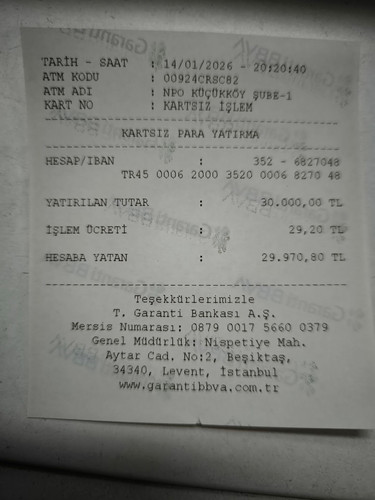 TARİH - SAAT : 14/01/2026 - 20:20:40
ATM KODU : 00924CRSC82
ATM ADI : NPO KÜÇÜKKÖY ŞUBE-1
KART NO : KARTSIZ İŞLEM
KARTSIZ PARA YATIRMA
HESAP/IBAN : 352 - 6827048
TR45 0006 2000 3520 0006 8270 48
YATIRILAN TUTAR : 30.000,00 TL
İŞLEM ÜCRETİ : 29,20 TL
HESABA YATAN : 29.970,80 TL
Teşekkürlerimizle
T. Garanti Bankası A.Ş.
Mersis Numarası: 0879 0017 5660 0379
Genel Müdürlük: Nispetiye Mah.
Aytar Cad. No:2, Beşiktaş,
34340, Levent, İstanbul
www.garantibbva.com.tr